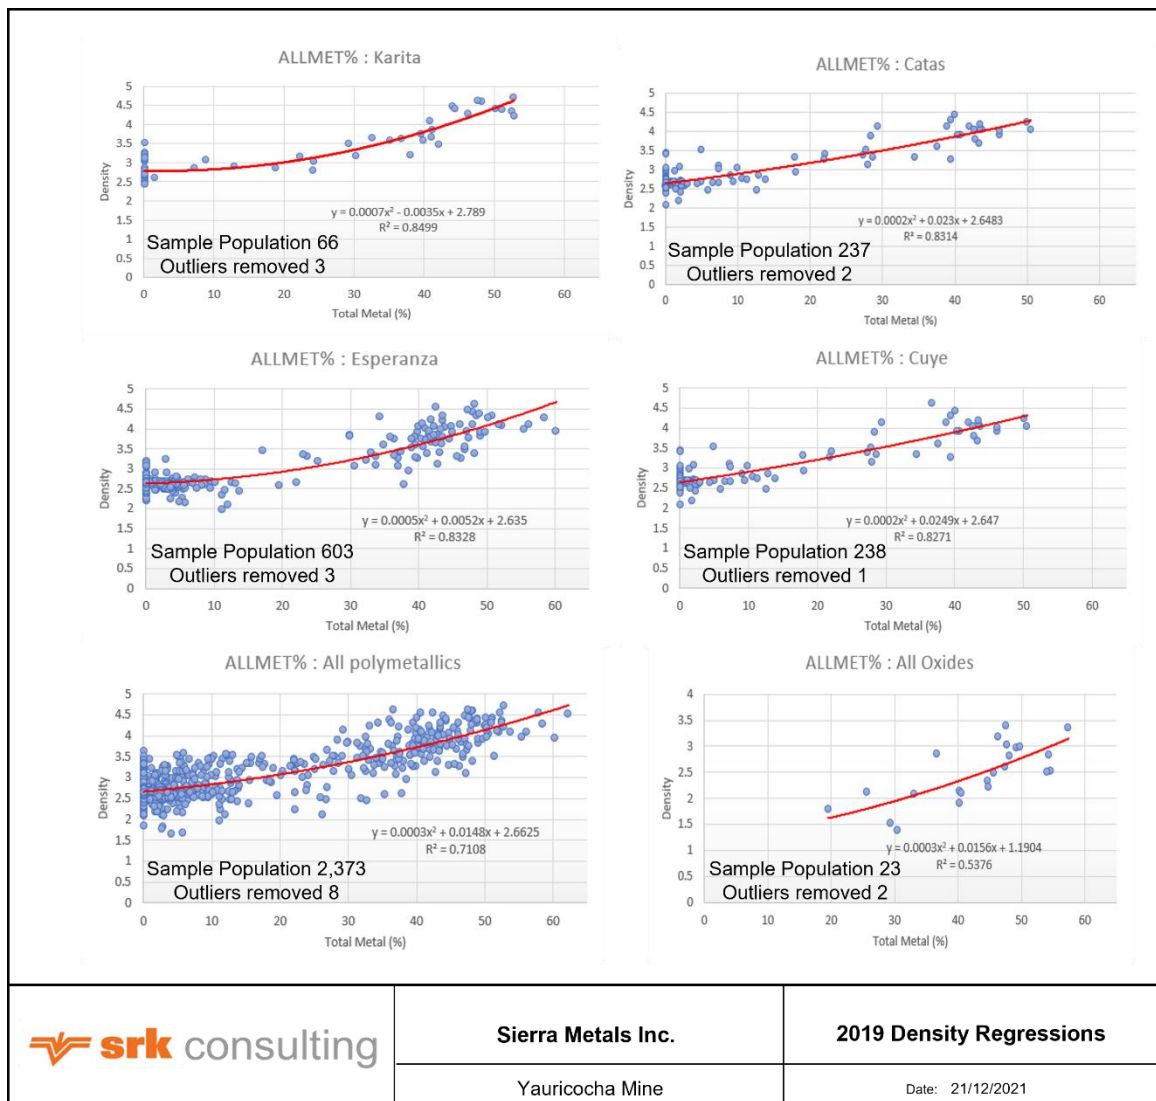 ALLMET% : Karita
5
4.5
4
3.5
3
2.5
2
1.5
1
0.5
0
Density
y = 0.0007x² - 0.0035x + 2.789
R² = 0.8499
Sample Population 66
Outliers removed 3
0 10 20 30 40 50 60
Total Metal (%)
ALLMET% : Catas
5
4.5
4
3.5
3
2.5
2
1.5
1
0.5
0
Density
y = 0.0002x² + 0.023x + 2.6483
R² = 0.8314
Sample Population 237
Outliers removed 2
0 10 20 30 40 50 60
Total Metal (%)
ALLMET% : Esperanza
5
4.5
4
3.5
3
2.5
2
1.5
1
0.5
0
Density
y = 0.0005x² + 0.0052x + 2.635
R² = 0.8328
Sample Population 603
Outliers removed 3
0 10 20 30 40 50 60
Total Metal (%)
ALLMET% : Cuye
5
4.5
4
3.5
3
2.5
2
1.5
1
0.5
0
Density
y = 0.0002x² + 0.0249x + 2.647
R² = 0.8271
Sample Population 238
Outliers removed 1
0 10 20 30 40 50 60
Total Metal (%)
ALLMET% : All polymetallics
5
4.5
4
3.5
3
2.5
2
1.5
1
0.5
0
Density
y = 0.0003x² + 0.0148x + 2.6625
R² = 0.7108
Sample Population 2,373
Outliers removed 8
0 10 20 30 40 50 60
Total Metal (%)
ALLMET% : All Oxides
4
3.5
3
2.5
2
1.5
1
0.5
0
Density
y = 0.0003x² + 0.0156x + 1.1904
R² = 0.5376
Sample Population 23
Outliers removed 2
0 10 20 30 40 50 60
Total Metal (%)
srk consulting
Sierra Metals Inc.
Yauricocha Mine
2019 Density Regressions
Date: 21/12/2021